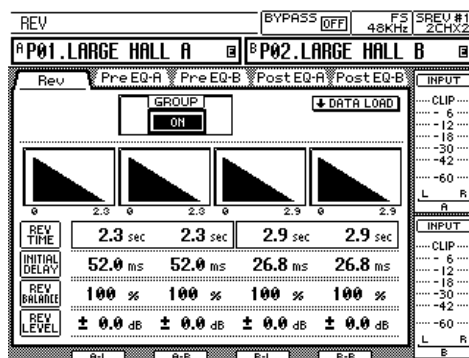 REV BYPASS OFF FS 48KHz SREV #1 2CHX2
A P01.LARGE HALL A E B P02.LARGE HALL B E
Rev Pre EQ-A Pre EQ-B Post EQ-A Post EQ-B
GROUP ON DATA LOAD
0 2.3 0 2.3 0 2.9 0 2.9
REV TIME 2.3 sec 2.3 sec 2.9 sec 2.9 sec
INITIAL DELAY 52.0 ms 52.0 ms 26.8 ms 26.8 ms
REV BALANCE 100 % 100 % 100 % 100 %
REV LEVEL ± 0.0 dB ± 0.0 dB ± 0.0 dB ± 0.0 dB
A-L A-R B-L B-R
INPUT
CLIP
- 6
-12
-18
-30
-42
-60
L R
A
INPUT
CLIP
- 6
-12
-18
-30
-42
-60
L R
B